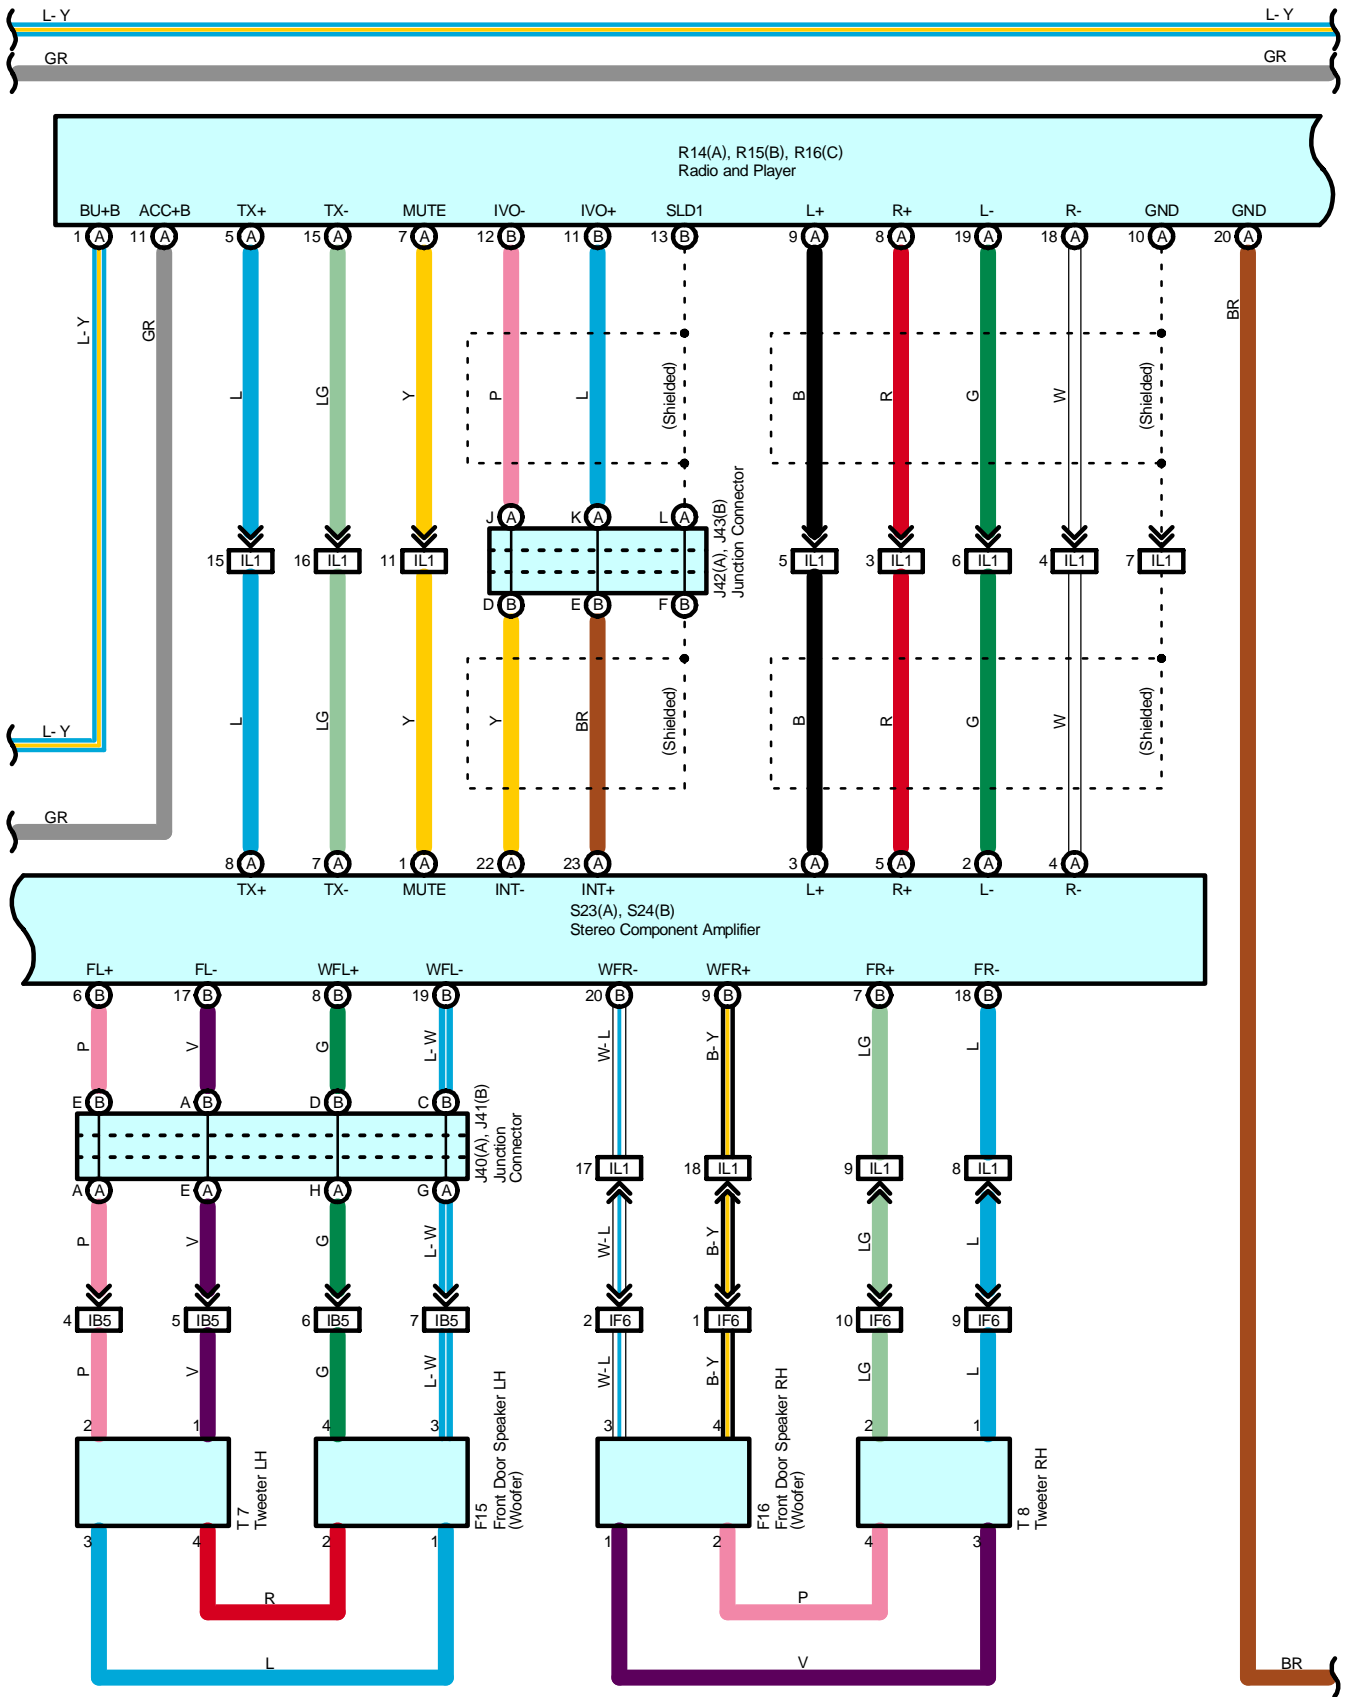 L- Y L- Y
GR GR
R14(A), R15(B), R16(C)
Radio and Player
BU+B ACC+B TX+ TX- MUTE IVO- IVO+ SLD1 L+ R+ L- R- GND GND
1 A 11 A 5 A 15 A 7 A 12 B 11 B 13 B 9 A 8 A 19 A 18 A 10 A 20 A
L- Y GR L LG Y P L (Shielded) B R G W (Shielded) BR
J A K A L A
J42(A), J43(B)
Junction Connector
15 IL1 16 IL1 11 IL1 5 IL1 3 IL1 6 IL1 4 IL1 7 IL1
D B E B F B
L LG Y Y BR (Shielded) B R G W (Shielded)
L- Y
GR
8 A 7 A 1 A 22 A 23 A 3 A 5 A 2 A 4 A
TX+ TX- MUTE INT- INT+ L+ R+ L- R-
S23(A), S24(B)
Stereo Component Amplifier
FL+ FL- WFL+ WFL- WFR- WFR+ FR+ FR-
6 B 17 B 8 B 19 B 20 B 9 B 7 B 18 B
P V G L- W W- L B- Y LG L
E B A B D B C B
J40(A), J41(B)
Junction
Connector
17 IL1 18 IL1 9 IL1 8 IL1
A A E A H A G A
P V G L- W W- L B- Y LG L
4 IB5 5 IB5 6 IB5 7 IB5 2 IF6 1 IF6 10 IF6 9 IF6
P V G L- W W- L B- Y LG L
2 1 4 3 3 4 2 1
T 7
Tweeter LH
F15
Front Door Speaker LH
(Woofer)
F16
Front Door Speaker RH
(Woofer)
T 8
Tweeter RH
3 4 2 1 1 2 4 3
R P
L V BR